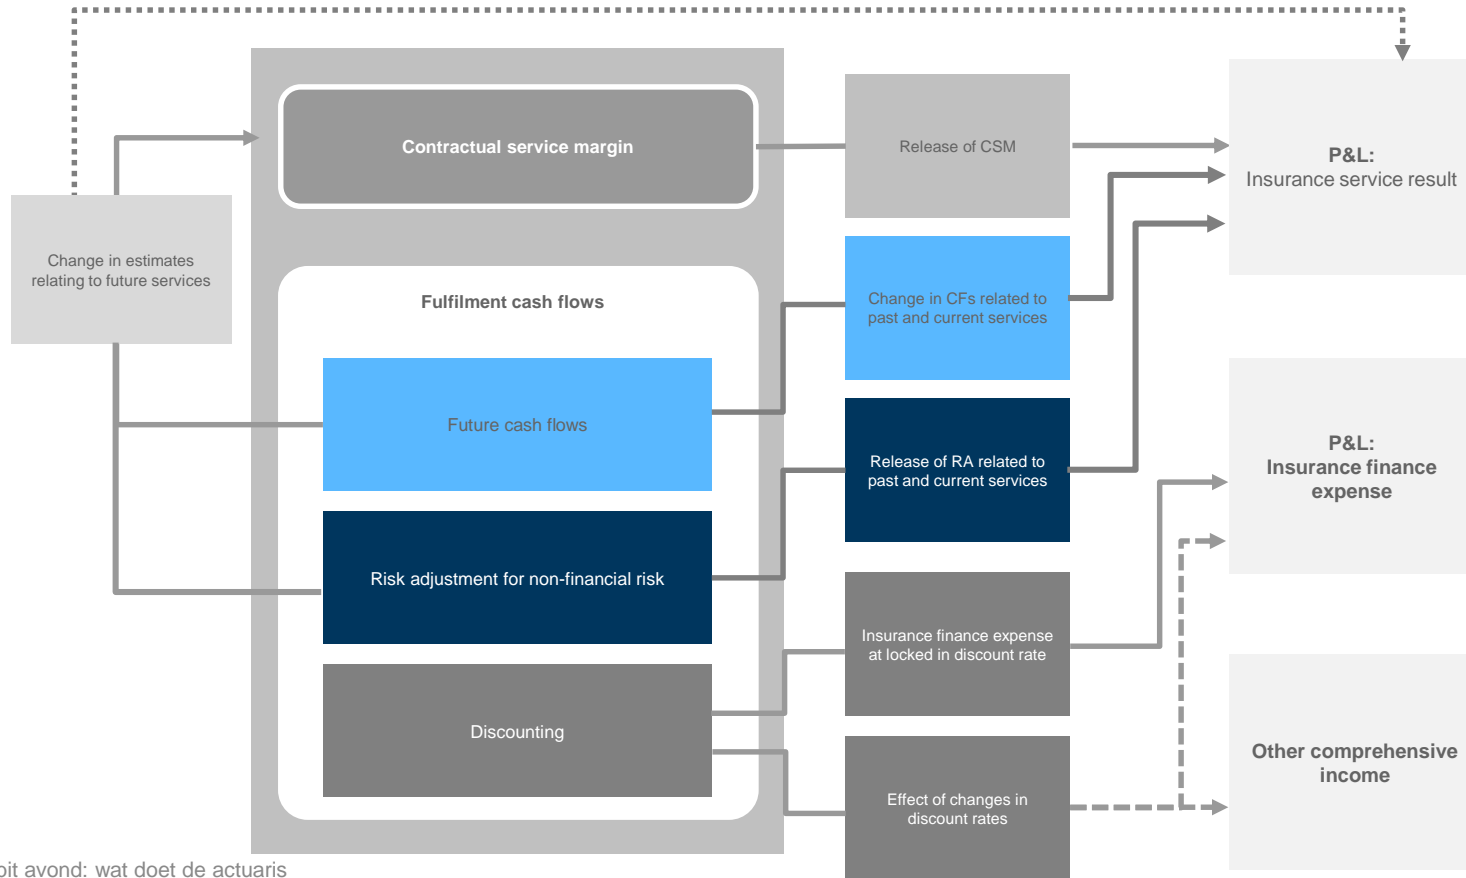 Contractual service margin
Release of CSM
P&L:
Insurance service result
Change in estimates
relating to future services
Fulfilment cash flows
Change in CFs related to
past and current services
Future cash flows
Release of RA related to
past and current services
P&L:
Insurance finance
expense
Risk adjustment for non-financial risk
Insurance finance expense
at locked in discount rate
Discounting
Other comprehensive
income
Effect of changes in
discount rates
avond: wat doet de actuaris